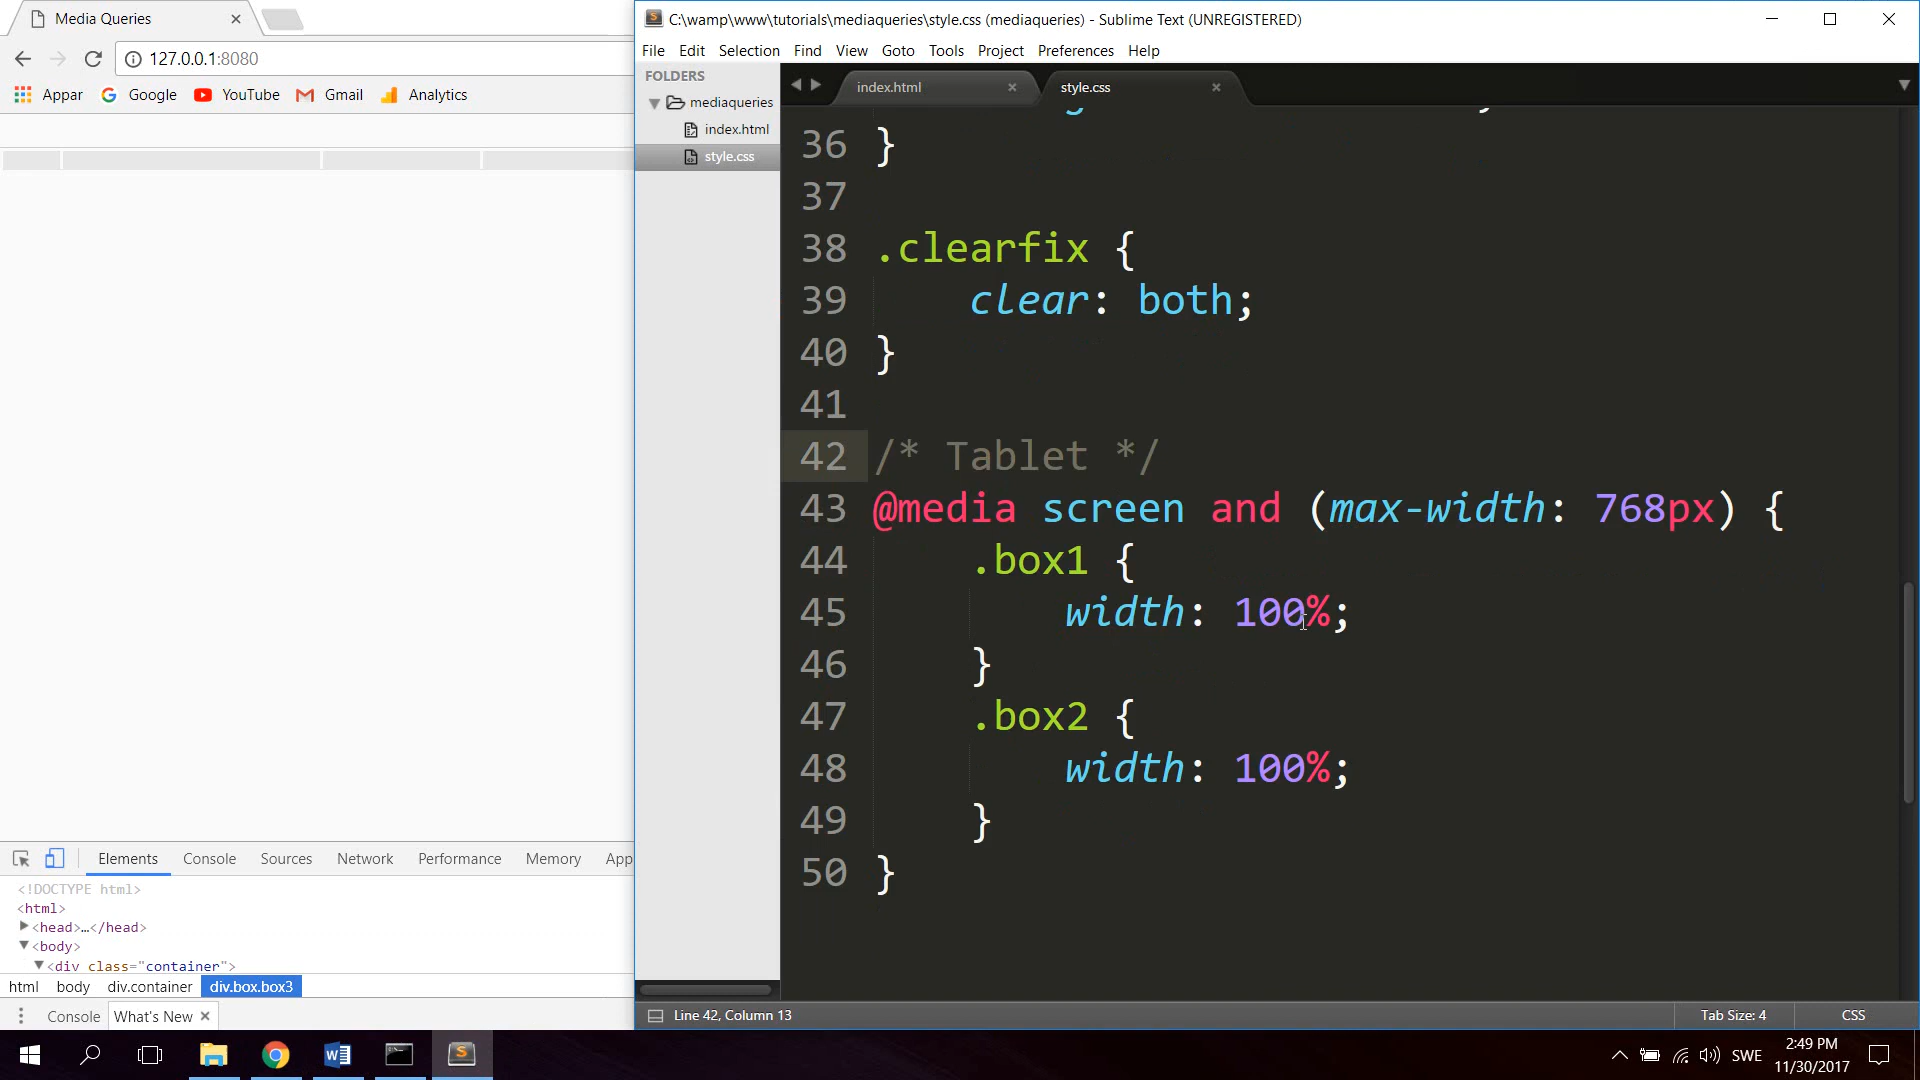 Media Queries
127.0.0.1:8080
Appar Google YouTube Gmail Analytics
C:\wamp\www\tutorials\mediaqueries\style.css (mediaqueries) - Sublime Text (UNREGISTERED)
File Edit Selection Find View Goto Tools Project Preferences Help
FOLDERS
mediaqueries
index.html
style.css
index.html style.css
36 }
37
38 .clearfix {
39 clear: both;
40 }
41
42 /* Tablet */
43 @media screen and (max-width: 768px) {
44 .box1 {
45 width: 100%;
46 }
47 .box2 {
48 width: 100%;
49 }
50 }
Elements Console Sources Network Performance Memory App
<!DOCTYPE html>
<html>
<head>…</head>
<body>
<div class="container">
html body div.container div.box.box3
Console What's New
Line 42, Column 13 Tab Size: 4 CSS
SWE
2:49 PM
11/30/2017